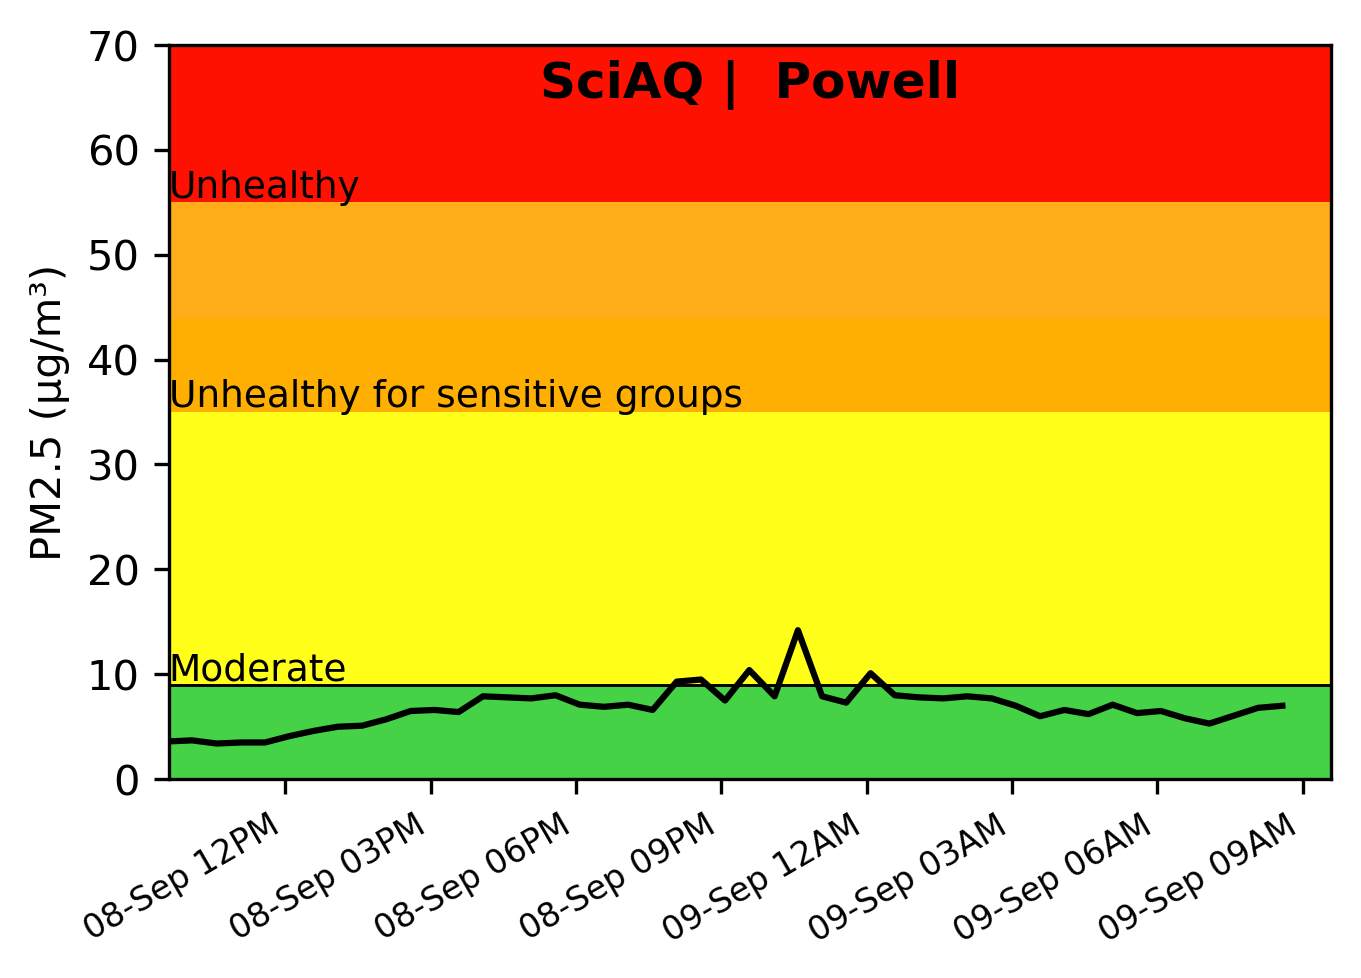 SciAQ |  Powell
70
60
50
40
30
20
10
0
PM2.5 (µg/m³)
Unhealthy
Unhealthy for sensitive groups
Moderate
08-Sep 12PM
08-Sep 03PM
08-Sep 06PM
08-Sep 09PM
09-Sep 12AM
09-Sep 03AM
09-Sep 06AM
09-Sep 09AM